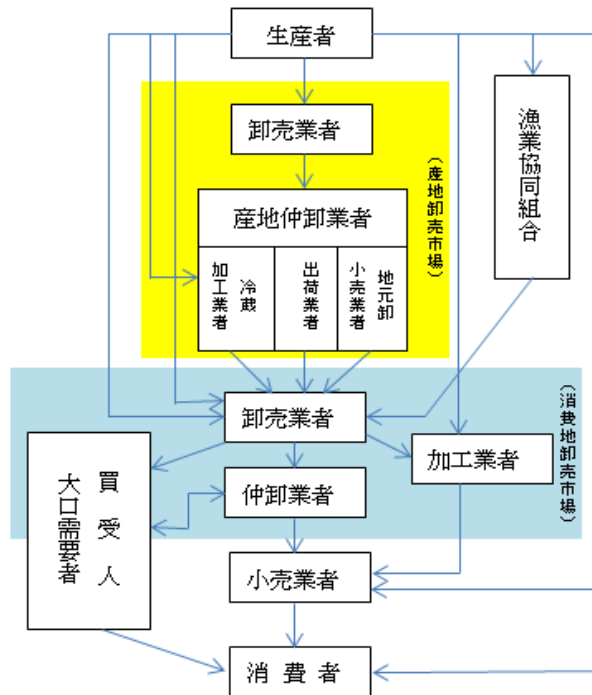 生産者
卸売業者
(産地卸売市場)
漁業協同組合
産地仲卸業者
冷蔵
加工業者
出荷業者
地元卸
小売業者
(消費地卸売市場)
卸売業者
買受人
大口需要者
加工業者
仲卸業者
小売業者
消費者